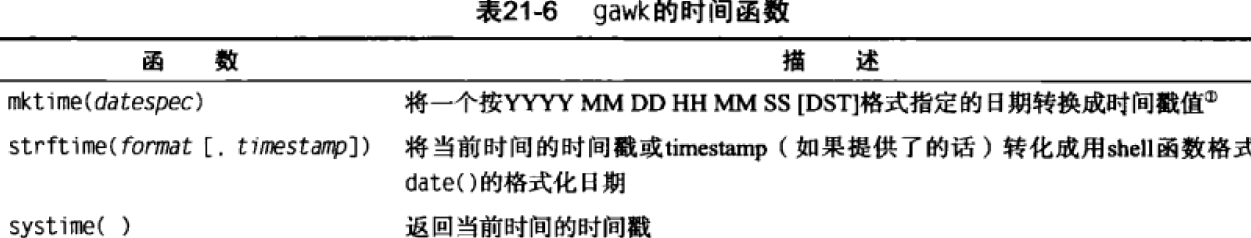 表21-6 gawk的时间函数
函 数 描 述
mktime(datespec) 将一个按YYYY MM DD HH MM SS [DST]格式指定的日期转换成时间戳值①
strftime(format [, timestamp]) 将当前时间的时间戳或timestamp（如果提供了的话）转化成用shell函数格式
date()的格式化日期
systime( ) 返回当前时间的时间戳